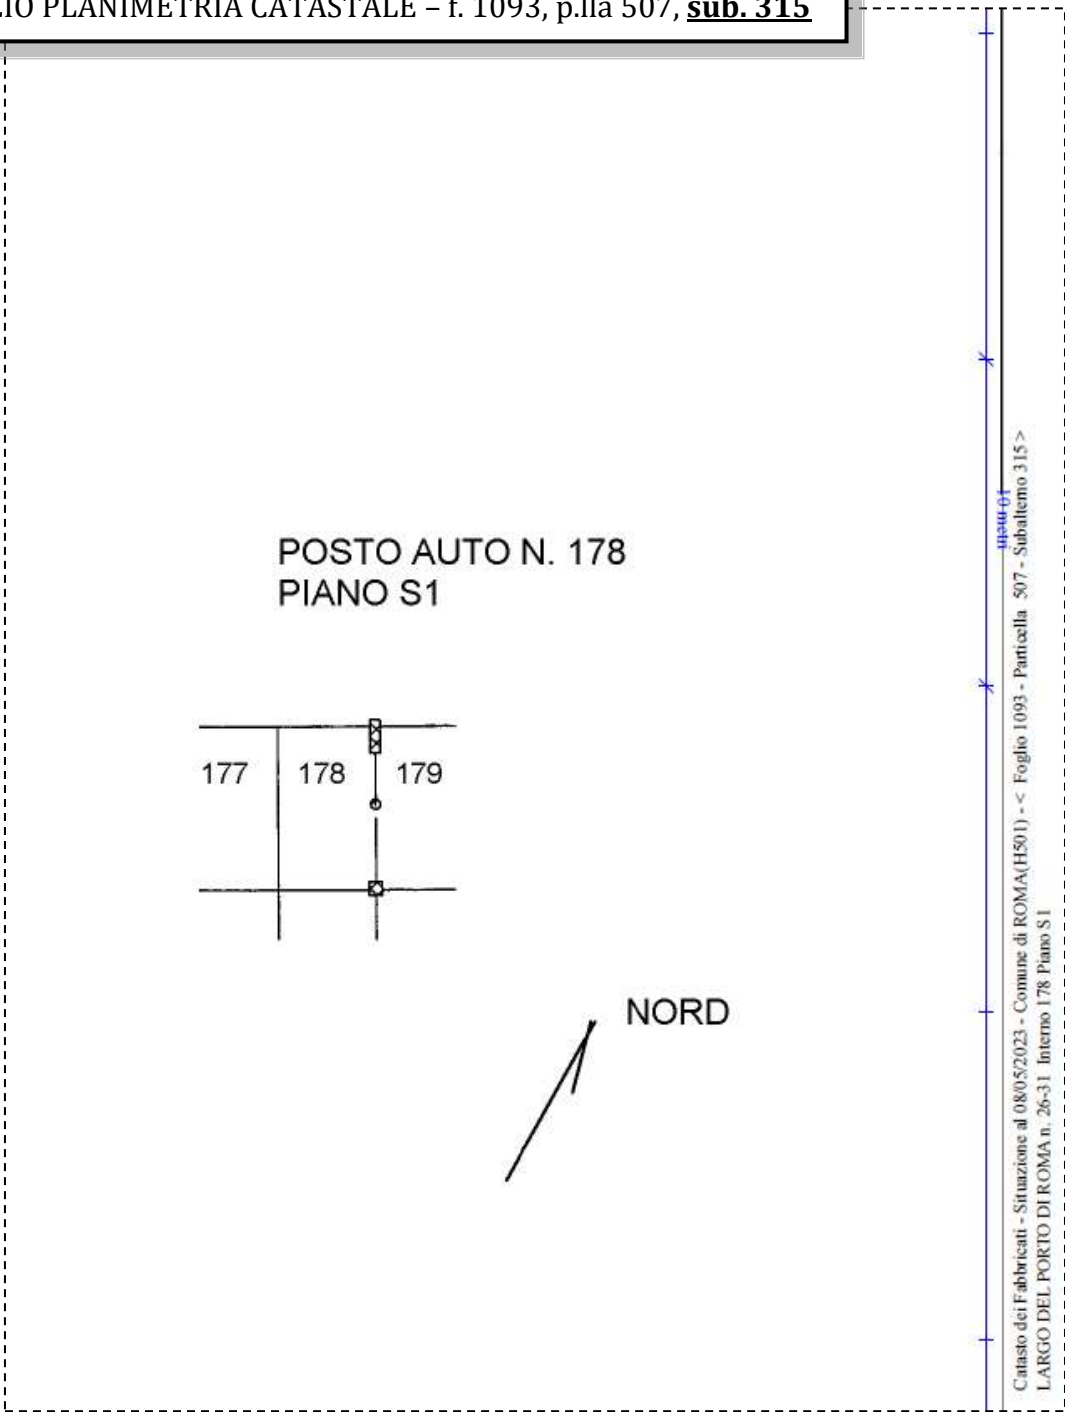 PLANIMETRIA CATASTALE – f. 1093, p.lla 507, sub. 315
POSTO AUTO N. 178
PIANO S1
177 178 179
NORD
10 metri
Catasto dei Fabbricati - Situazione al 08/05/2023 - Comune di ROMA(H501) - < Foglio 1093 - Particella 507 - Subalterno 315 >
LARGO DEL PORTO DI ROMA n. 26-31 Interno 178 Piano S1